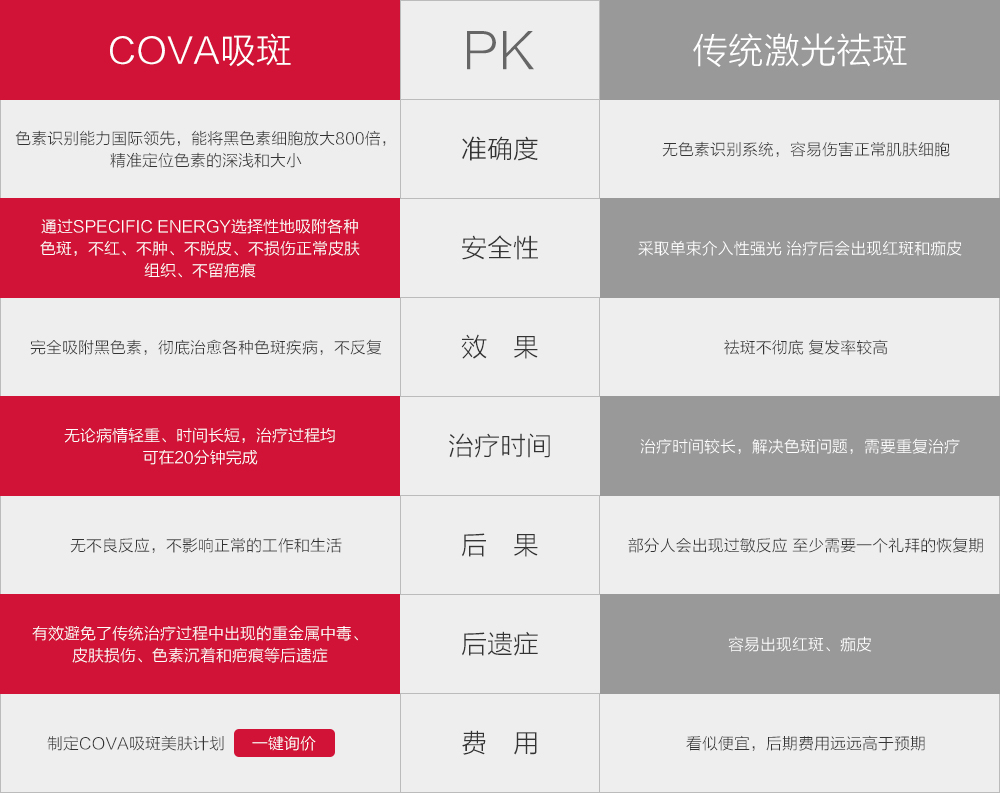 COVA吸斑
PK
传统激光祛斑
色素识别能力国际领先，能将黑色素细胞放大800倍，
精准定位色素的深浅和大小
准确度
无色素识别系统，容易伤害正常肌肤细胞
通过SPECIFIC ENERGY选择性地吸附各种
色斑，不红、不肿、不脱皮、不损伤正常皮肤
组织、不留疤痕
安全性
采取单束介入性强光 治疗后会出现红斑和痂皮
完全吸附黑色素，彻底治愈各种色斑疾病，不反复
效 果
祛斑不彻底 复发率较高
无论病情轻重、时间长短，治疗过程均
可在20分钟完成
治疗时间
治疗时间较长，解决色斑问题，需要重复治疗
无不良反应，不影响正常的工作和生活
后 果
部分人会出现过敏反应 至少需要一个礼拜的恢复期
有效避免了传统治疗过程中出现的重金属中毒、
皮肤损伤、色素沉着和疤痕等后遗症
后遗症
容易出现红斑、痂皮
制定COVA吸斑美肤计划
一键询价
费 用
看似便宜，后期费用远远高于预期